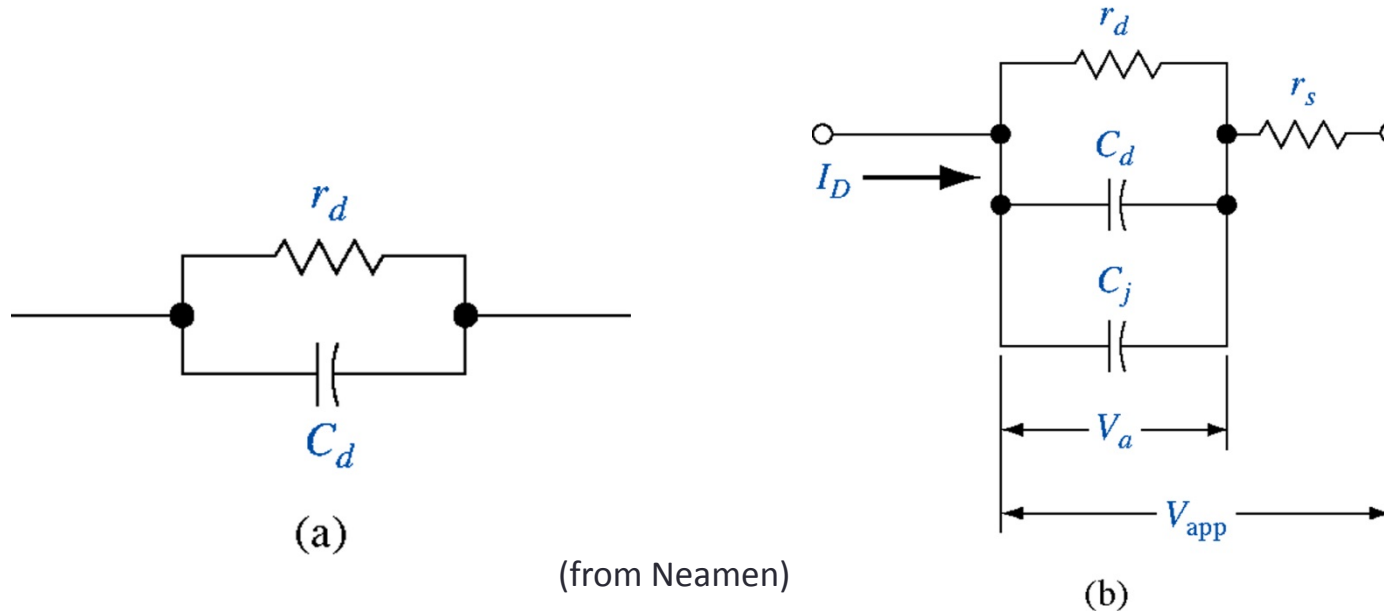 r_d
C_d
(a)
(from Neamen)
r_d
r_s
C_d
I_D
C_j
V_a
V_app
(b)